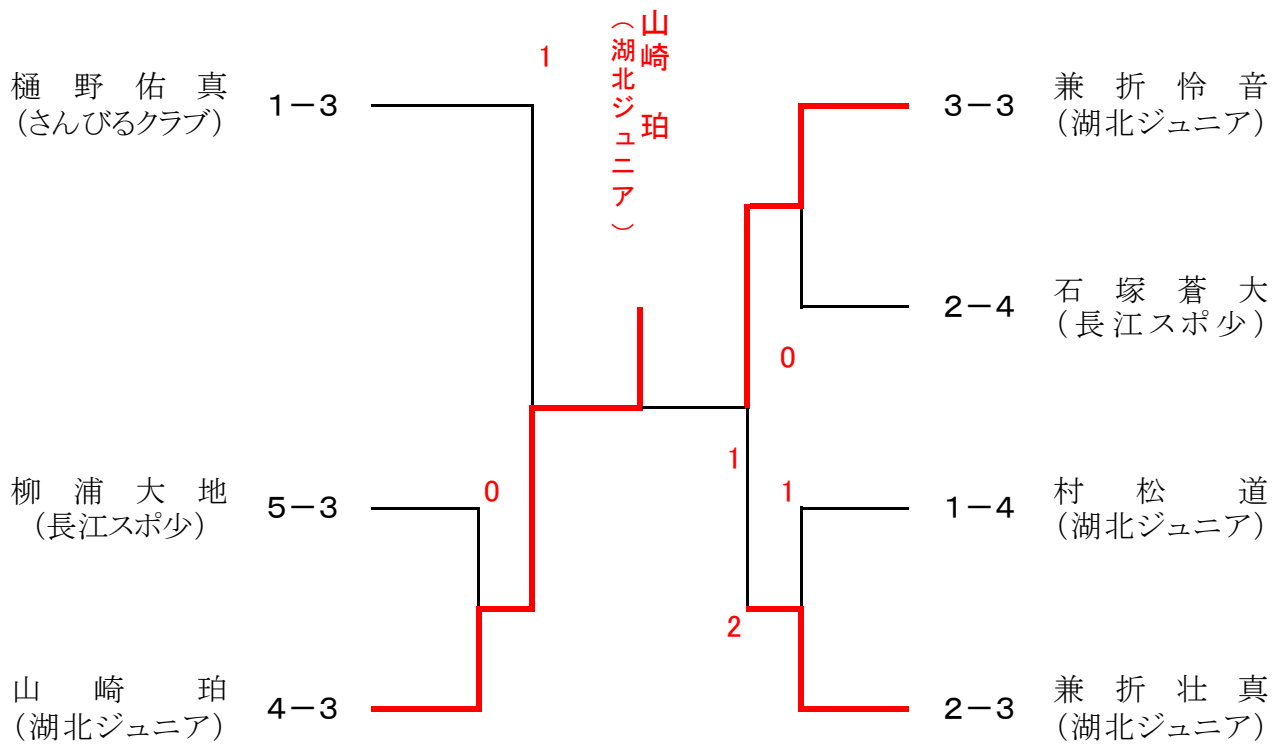 山崎 珀
（湖北ジュニア）
1
樋野佑真
(さんびるクラブ)
1－3
柳浦大地
(長江スポ少)
5－3
0
山崎珀
(湖北ジュニア)
4－3
兼折怜音
(湖北ジュニア)
3－3
石塚蒼大
(長江スポ少)
2－4
0
1
1
村松道
(湖北ジュニア)
1－4
2
兼折壮真
(湖北ジュニア)
2－3